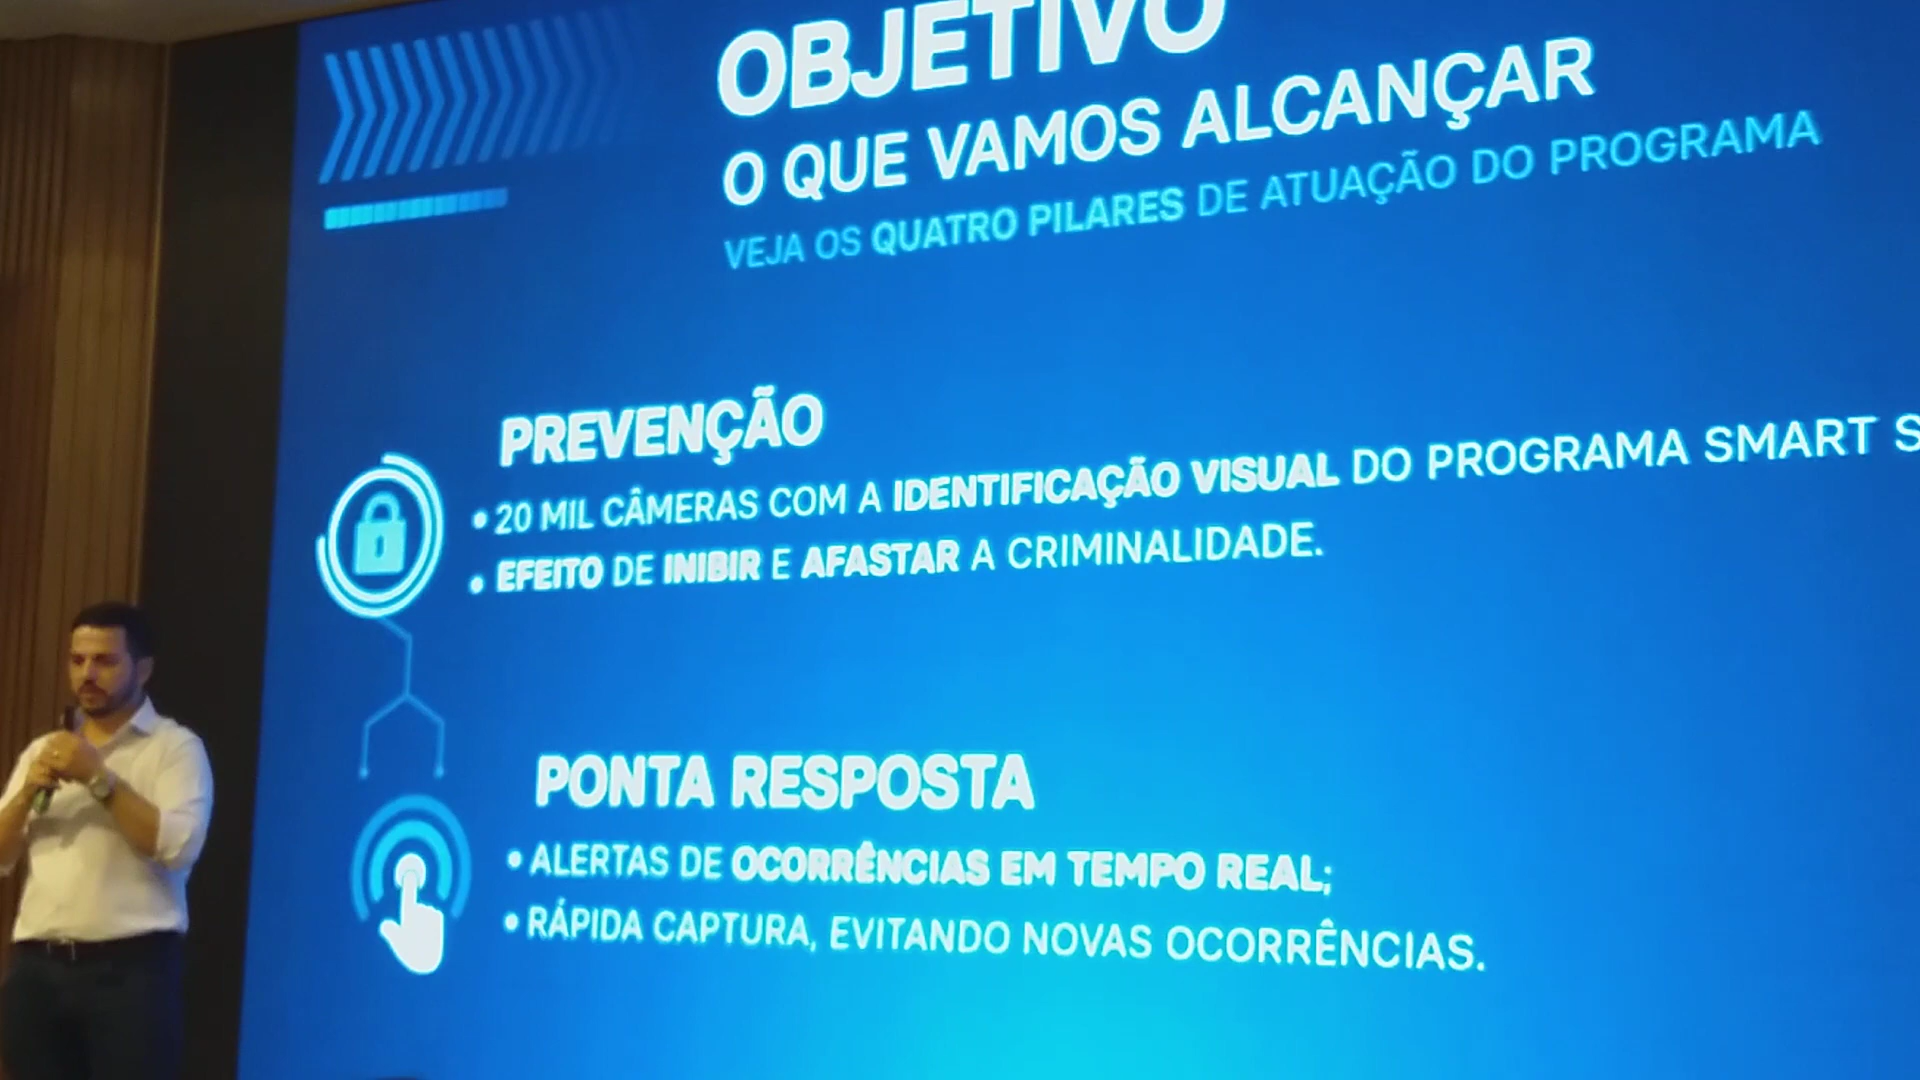 OBJETIVO
O QUE VAMOS ALCANÇAR
VEJA OS QUATRO PILARES DE ATUAÇÃO DO PROGRAMA
PREVENÇÃO
• 20 MIL CÂMERAS COM A IDENTIFICAÇÃO VISUAL DO PROGRAMA SMART S
• EFEITO DE INIBIR E AFASTAR A CRIMINALIDADE.
PONTA RESPOSTA
• ALERTAS DE OCORRÊNCIAS EM TEMPO REAL;
• RÁPIDA CAPTURA, EVITANDO NOVAS OCORRÊNCIAS.